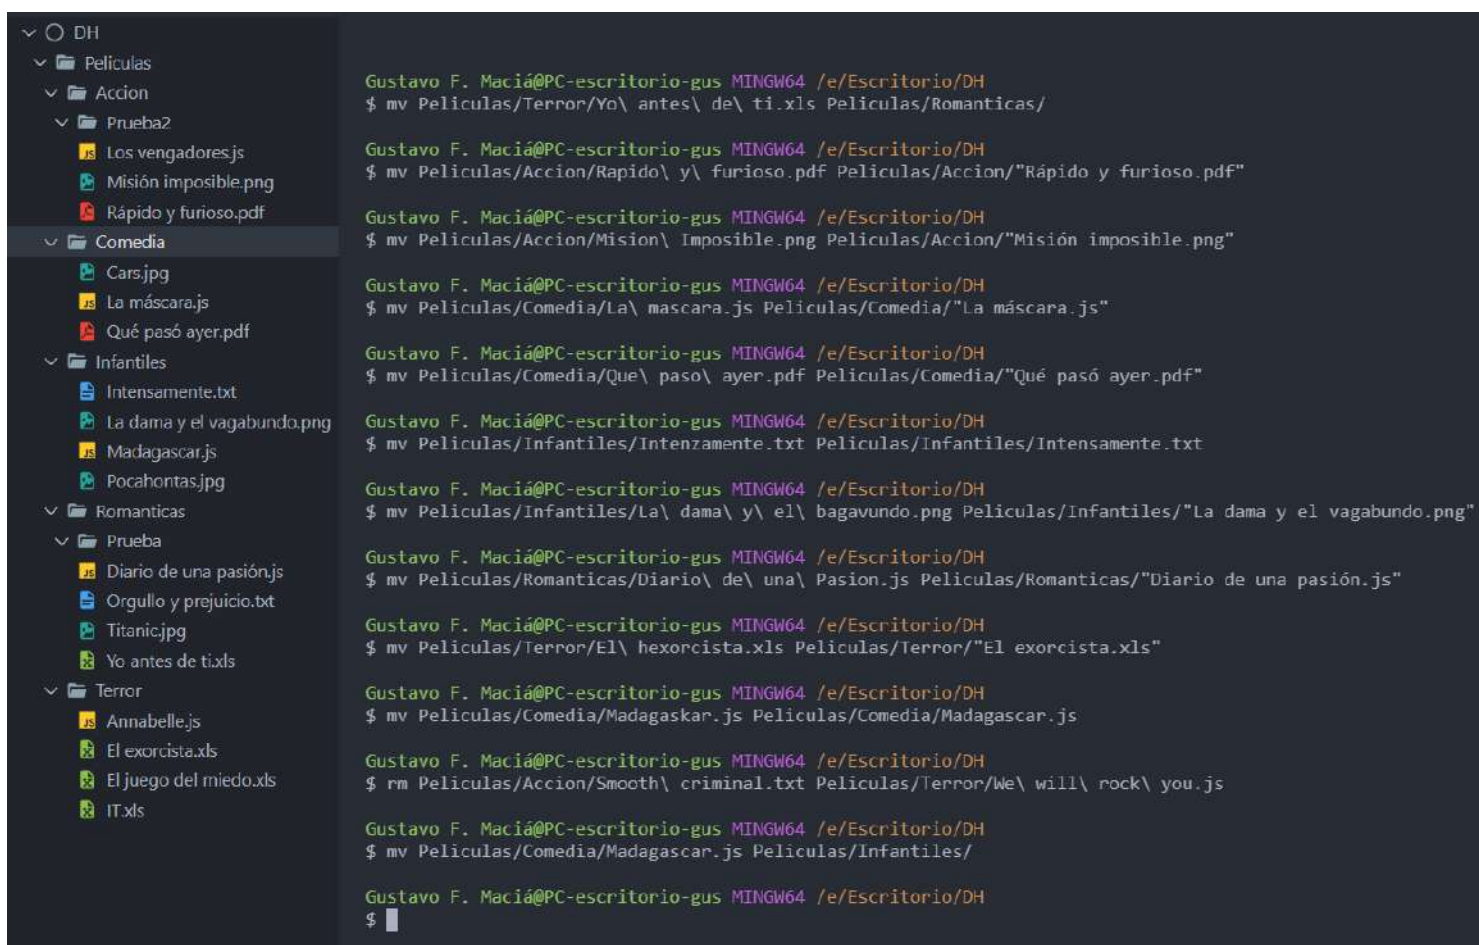 DH
Peliculas
Accion
Prueba2
Los vengadores.js
Misión imposible.png
Rápido y furioso.pdf
Comedia
Cars.jpg
La máscara.js
Qué pasó ayer.pdf
Infantiles
Intensamente.txt
La dama y el vagabundo.png
Madagascar.js
Pocahontas.jpg
Romanticas
Prueba
Diario de una pasión.js
Orgullo y prejuicio.txt
Titanic.jpg
Yo antes de ti.xls
Terror
Annabelle.js
El exorcista.xls
El juego del miedo.xls
IT.xls
Gustavo F. Maciá@PC-escritorio-gus MINGW64 /e/Escritorio/DH
$ mv Peliculas/Terror/Yo\ antes\ de\ ti.xls Peliculas/Romanticas/
Gustavo F. Maciá@PC-escritorio-gus MINGW64 /e/Escritorio/DH
$ mv Peliculas/Accion/Rapido\ y\ furioso.pdf Peliculas/Accion/"Rápido y furioso.pdf"
Gustavo F. Maciá@PC-escritorio-gus MINGW64 /e/Escritorio/DH
$ mv Peliculas/Accion/Mision\ Imposible.png Peliculas/Accion/"Misión imposible.png"
Gustavo F. Maciá@PC-escritorio-gus MINGW64 /e/Escritorio/DH
$ mv Peliculas/Comedia/La\ mascara.js Peliculas/Comedia/"La máscara.js"
Gustavo F. Maciá@PC-escritorio-gus MINGW64 /e/Escritorio/DH
$ mv Peliculas/Comedia/Que\ paso\ ayer.pdf Peliculas/Comedia/"Qué pasó ayer.pdf"
Gustavo F. Maciá@PC-escritorio-gus MINGW64 /e/Escritorio/DH
$ mv Peliculas/Infantiles/Intenzamente.txt Peliculas/Infantiles/Intensamente.txt
Gustavo F. Maciá@PC-escritorio-gus MINGW64 /e/Escritorio/DH
$ mv Peliculas/Infantiles/La\ dama\ y\ el\ bagavundo.png Peliculas/Infantiles/"La dama y el vagabundo.png"
Gustavo F. Maciá@PC-escritorio-gus MINGW64 /e/Escritorio/DH
$ mv Peliculas/Romanticas/Diario\ de\ una\ Pasion.js Peliculas/Romanticas/"Diario de una pasión.js"
Gustavo F. Maciá@PC-escritorio-gus MINGW64 /e/Escritorio/DH
$ mv Peliculas/Terror/El\ hexorcista.xls Peliculas/Terror/"El exorcista.xls"
Gustavo F. Maciá@PC-escritorio-gus MINGW64 /e/Escritorio/DH
$ mv Peliculas/Comedia/Madagaskar.js Peliculas/Comedia/Madagascar.js
Gustavo F. Maciá@PC-escritorio-gus MINGW64 /e/Escritorio/DH
$ rm Peliculas/Accion/Smooth\ criminal.txt Peliculas/Terror/We\ will\ rock\ you.js
Gustavo F. Maciá@PC-escritorio-gus MINGW64 /e/Escritorio/DH
$ mv Peliculas/Comedia/Madagascar.js Peliculas/Infantiles/
Gustavo F. Maciá@PC-escritorio-gus MINGW64 /e/Escritorio/DH
$